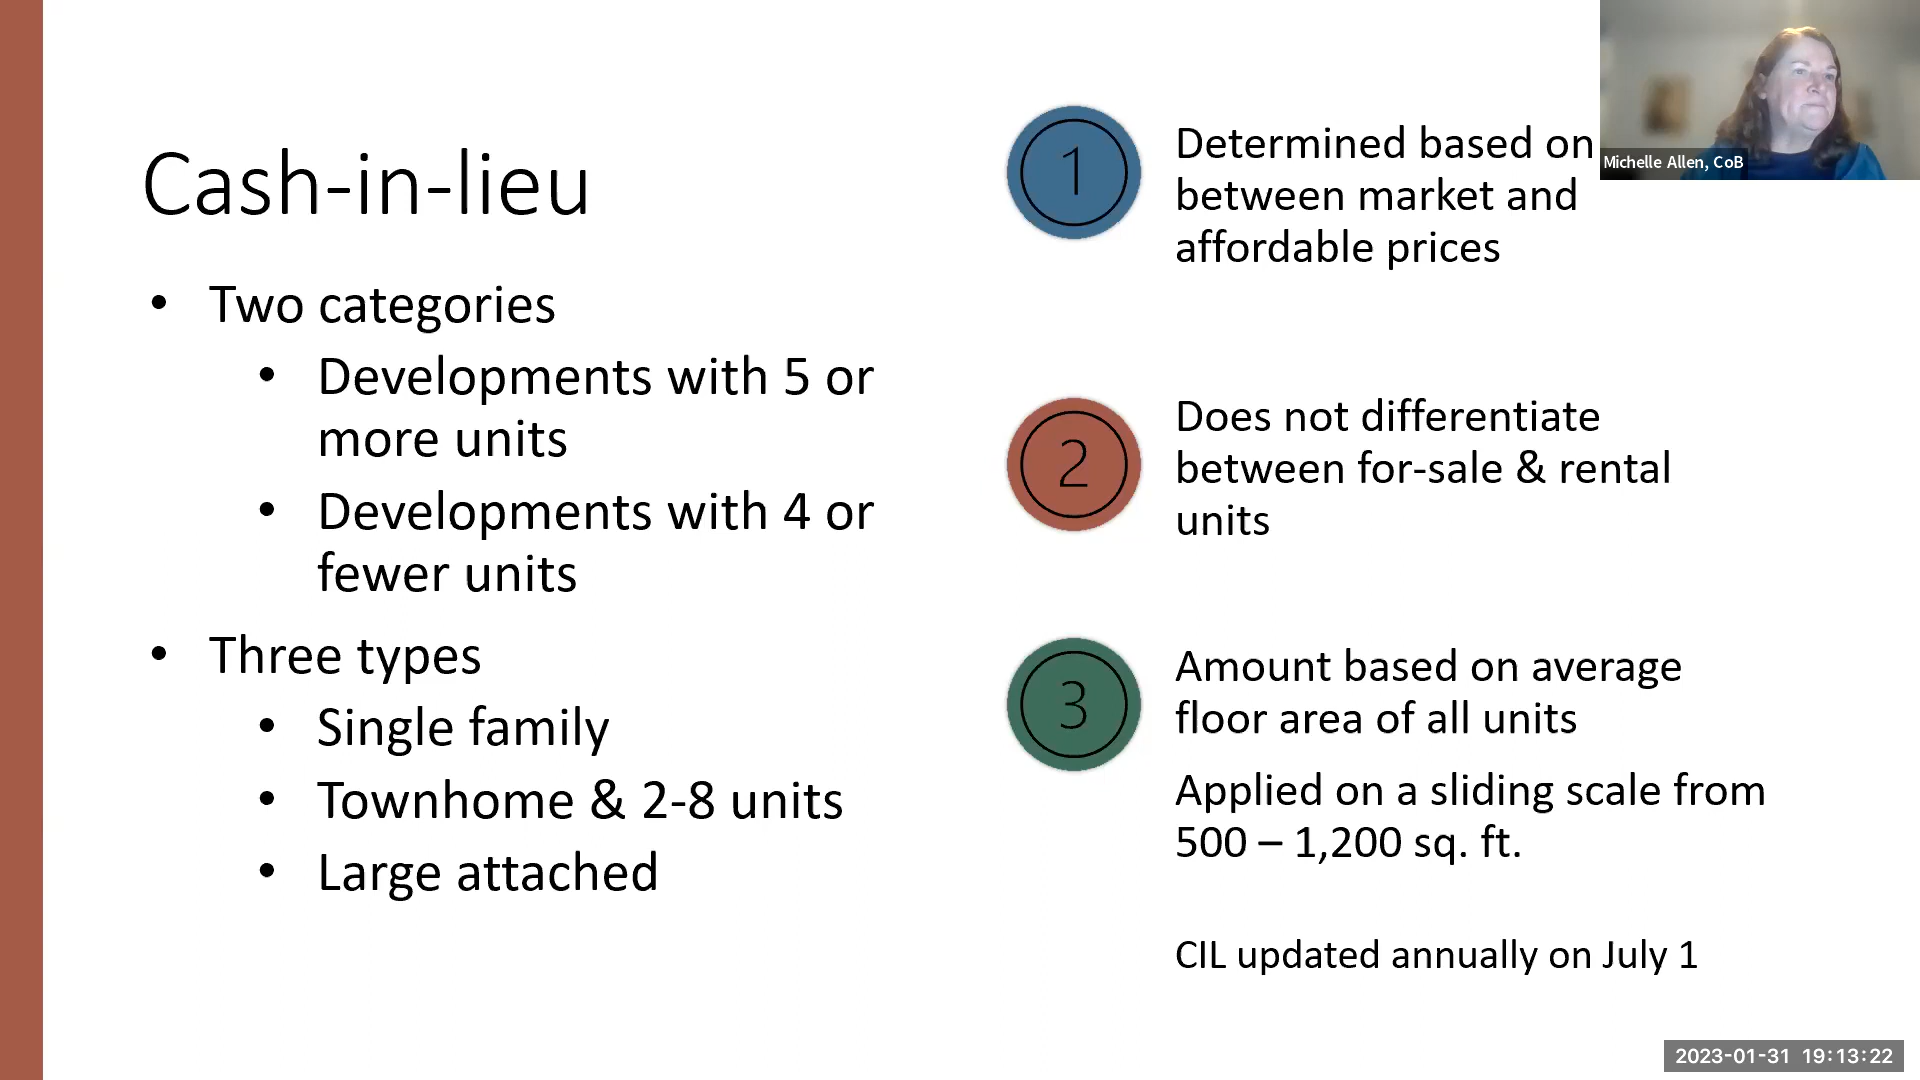 Cash-in-lieu
• Two categories
• Developments with 5 or
more units
• Developments with 4 or
fewer units
• Three types
• Single family
• Townhome & 2-8 units
• Large attached
1
Determined based on
between market and
affordable prices
2
Does not differentiate
between for-sale & rental
units
3
Amount based on average
floor area of all units
Applied on a sliding scale from
500 – 1,200 sq. ft.
CIL updated annually on July 1
Michelle Allen, CoB
2023-01-31 19:13:22